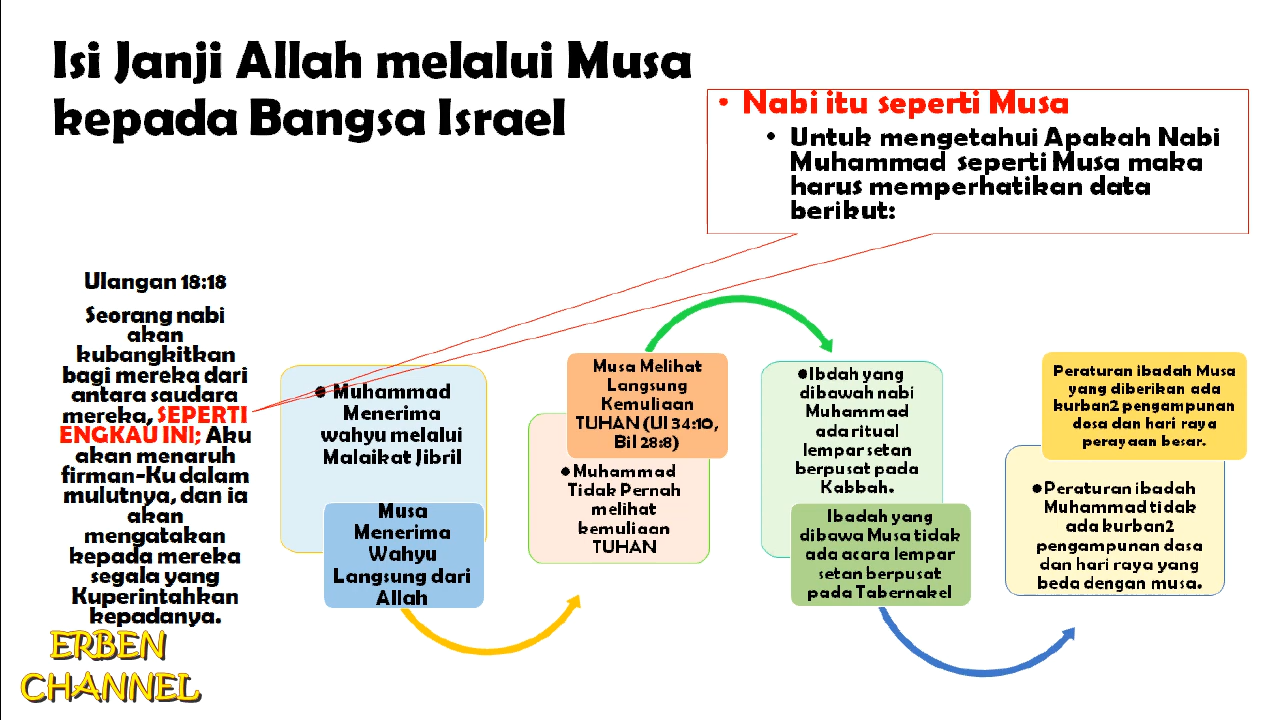 Isi Janji Allah melalui Musa
kepada Bangsa Israel
• Nabi itu seperti Musa
• Untuk mengetahui Apakah Nabi
Muhammad seperti Musa maka
harus memperhatikan data
berikut:
Ulangan 18:18
Seorang nabi
akan
kubangkitkan
bagi mereka dari
antara saudara
mereka, SEPERTI
ENGKAU INI; Aku
akan menaruh
firman-Ku dalam
mulutnya, dan ia
akan
mengatakan
kepada mereka
segala yang
Kuperintahkan
kepadanya.
• Muhammad
Menerima
wahyu melalui
Malaikat Jibril
Musa
Menerima
Wahyu
Langsung dari
Allah
Musa Melihat
Langsung
Kemuliaan
TUHAN (Ul 34:10,
Bil 28:8)
• Muhammad
Tidak Pernah
melihat
kemuliaan
TUHAN
• Ibdah yang
dibawah nabi
Muhammad
ada ritual
lempar setan
berpusat pada
Kabbah.
Ibadah yang
dibawa Musa tidak
ada acara lempar
setan berpusat
pada Tabernakel
Peraturan ibadah Musa
yang diberikan ada
kurban2 pengampunan
dosa dan hari raya
perayaan besar.
• Peraturan ibadah
Muhammad tidak
ada kurban2
pengampunan dasa
dan hari raya yang
beda dengan musa.
ERBEN
CHANNEL